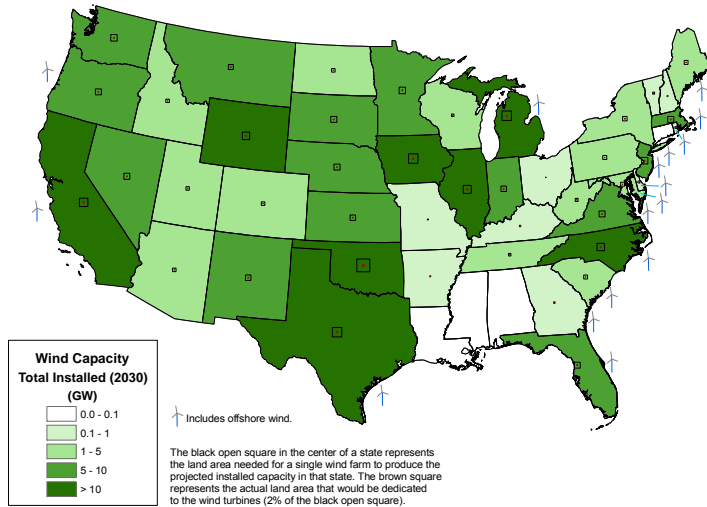 Wind Capacity
Total Installed (2030)
(GW)
0.0 - 0.1
0.1 - 1
1 - 5
5 - 10
> 10
Includes offshore wind.
The black open square in the center of a state represents
the land area needed for a single wind farm to produce the
projected installed capacity in that state. The brown square
represents the actual land area that would be dedicated
to the wind turbines (2% of the black open square).